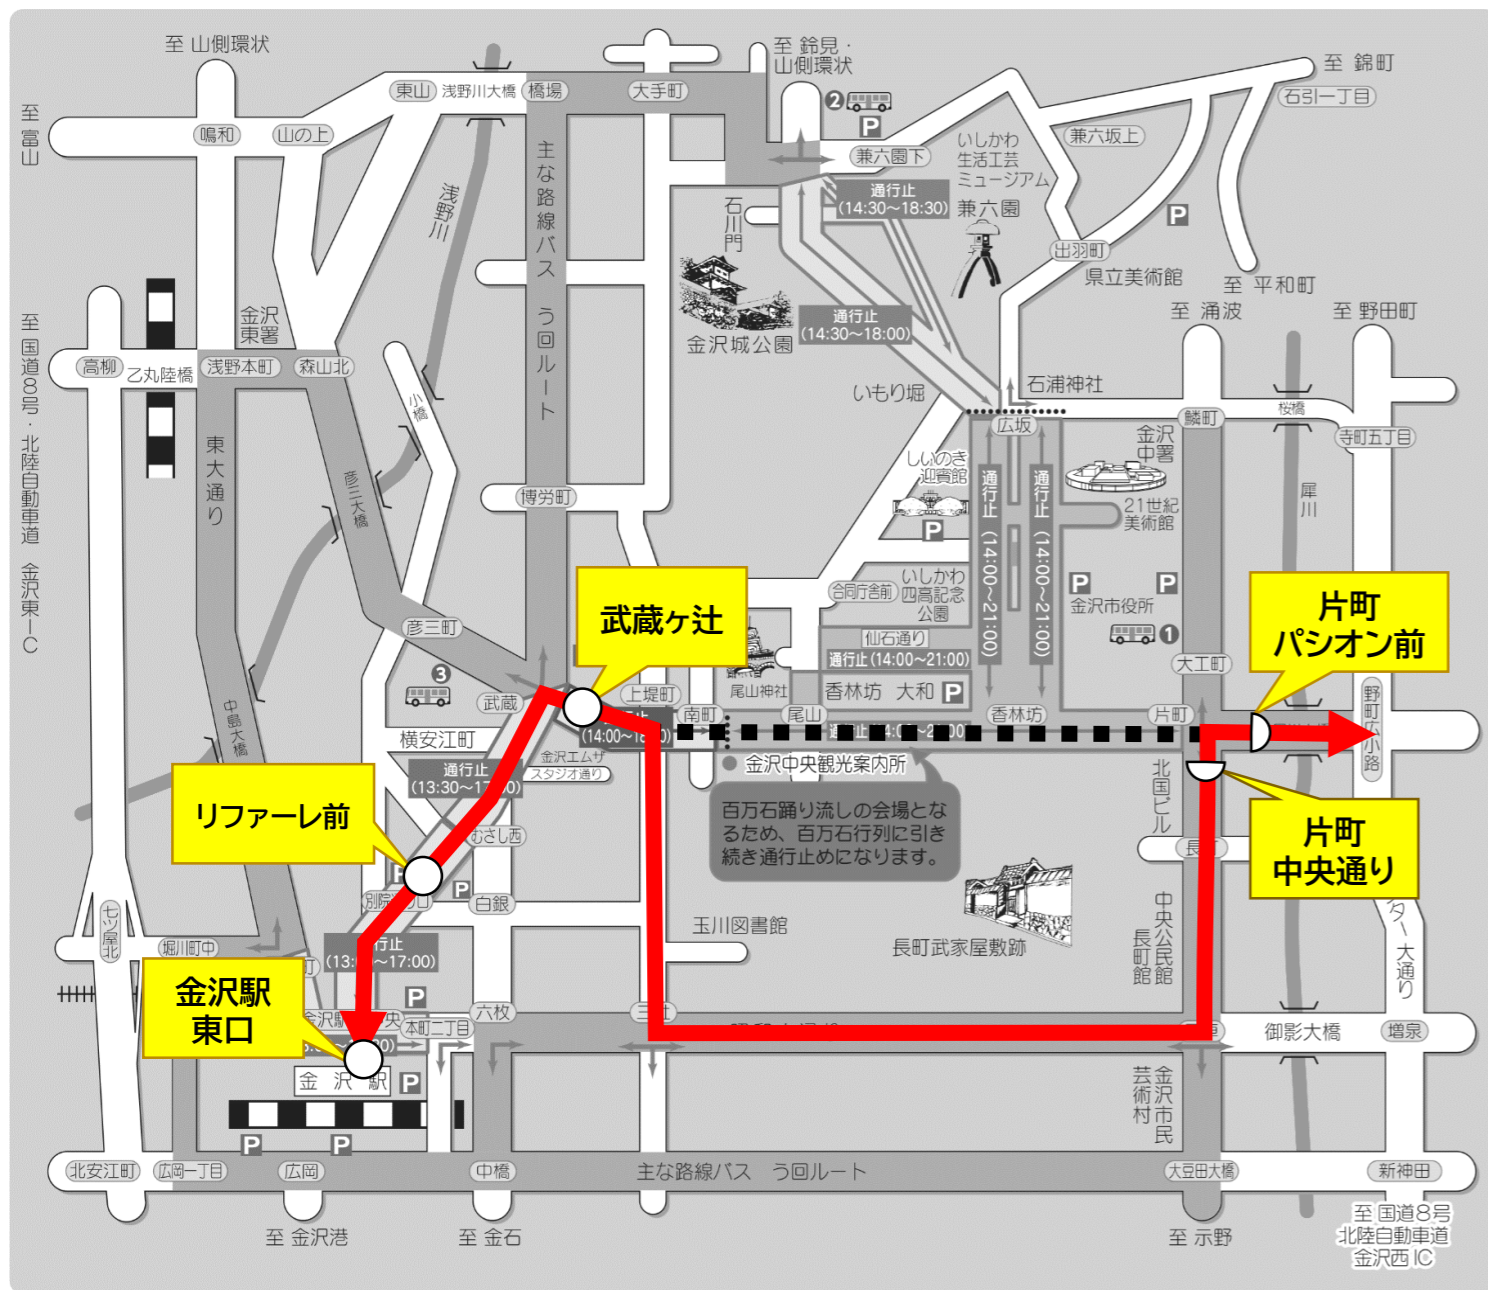 至 山側環状
至 鈴見・
山側環状
至 錦町
石引一丁目
至 富山
鳴和
山の上
東山
浅野川大橋
橋場
大手町
❷
P
兼六園下
兼六坂上
いしかわ
生活工芸
ミュージアム
通行止
(14:30～18:30)
兼六園
P
石川門
浅野川
主な路線バス う回ルート
出羽町
県立美術館
至 平和町
通行止
(14:30～18:00)
金沢城公園
至 涌波
至 野田町
至 国道8号・北陸自動車道 金沢東IC
金沢
東署
高柳
乙丸陸橋
浅野本町
森山北
小橋
いもり堀
石浦神社
広坂
鱗町
桜橋
寺町五丁目
金沢
中署
東大通り
彦三大橋
博労町
しいのき
迎賓館
P
通行止 (14:00～21:00)
通行止 (14:00～21:00)
21世紀
美術館
犀川
合同庁舎前
いしかわ
四高記念
公園
P
P
金沢市役所
❶
武蔵ヶ辻
片町
パシオン前
彦三町
仙石通り
通行止(14:00～21:00)
大工町
❸
武蔵
上堤町
尾山神社
香林坊 大和
P
中島大橋
南町
尾山
香林坊
片町
野町広小路
横安江町
(14:00～18
金沢エムザ
スタジオ通り
金沢中央観光案内所
通行止
(13:30～17
百万石踊り流しの会場とな
るため、百万石行列に引き
続き通行止めになります。
北国ビル
リファーレ前
むさし西
片町
中央通り
P
P
白銀
七ツ屋北
堀川町中
玉川図書館
長町武家屋敷跡
中央公民館
長町館
大通り
行止
～17:00)
金沢駅
東口
P
本町二丁目
六枚
御影大橋
増泉
金沢駅
P
金沢市民
芸術村
P
P
北安江町
広岡一丁目
広岡
中橋
主な路線バス う回ルート
大豆田大橋
新神田
至 金沢港
至 金石
至 示野
至 国道8号
北陸自動車道
金沢西IC